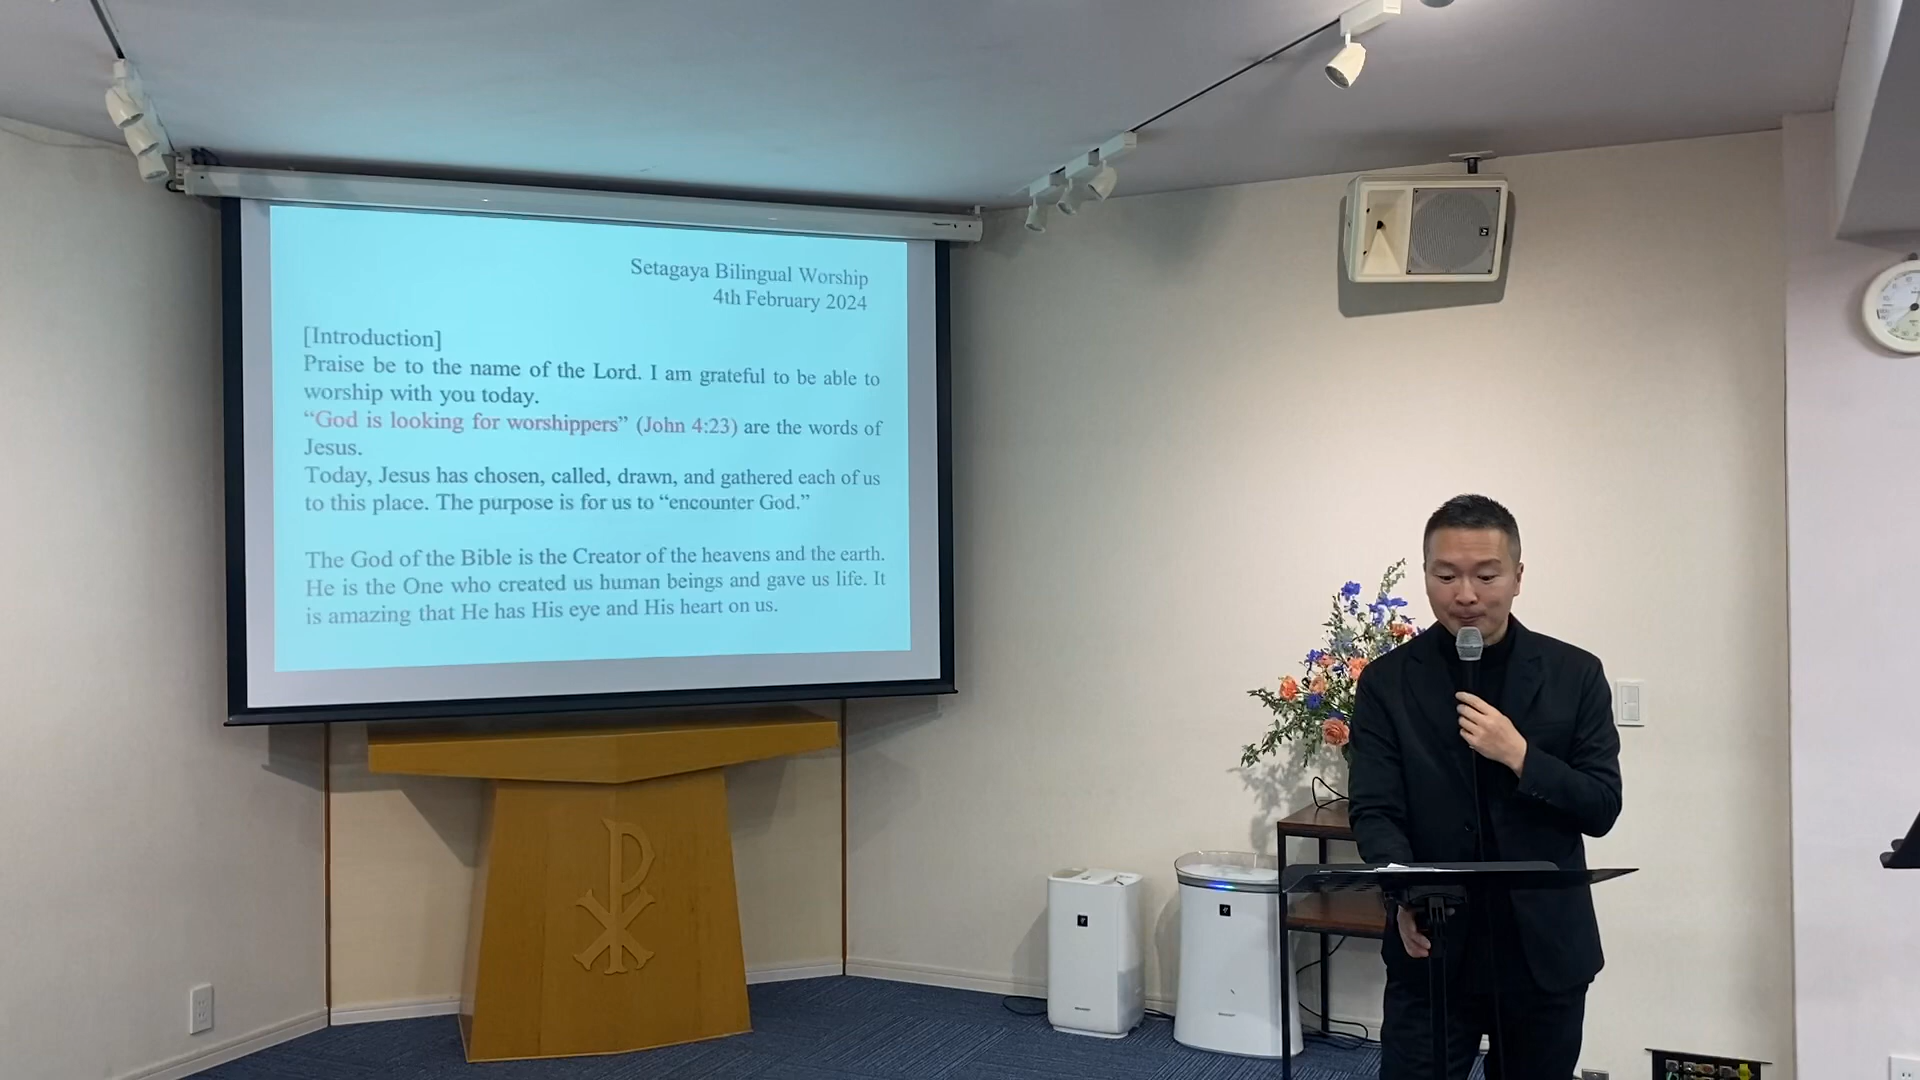 Setagaya Bilingual Worship
4th February 2024
[Introduction]
Praise be to the name of the Lord. I am grateful to be able to
worship with you today.
“God is looking for worshippers” (John 4:23) are the words of
Jesus.
Today, Jesus has chosen, called, drawn, and gathered each of us
to this place. The purpose is for us to “encounter God.”
The God of the Bible is the Creator of the heavens and the earth.
He is the One who created us human beings and gave us life. It
is amazing that He has His eye and His heart on us.